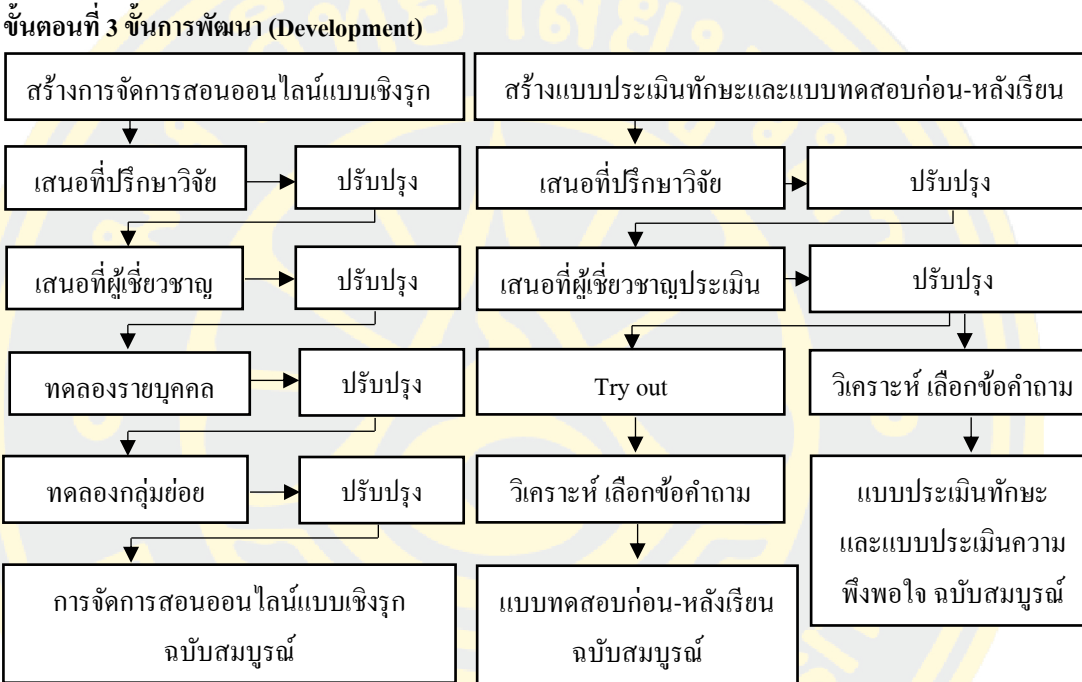 ขั้นตอนที่ 3 ขั้นการพัฒนา (Development)
สร้างการจัดการสอนออนไลน์แบบเชิงรุก
สร้างแบบประเมินทักษะและแบบทดสอบก่อน-หลังเรียน
เสนอที่ปรึกษาวิจัย
ปรับปรุง
เสนอที่ปรึกษาวิจัย
ปรับปรุง
เสนอที่ผู้เชี่ยวชาญ
ปรับปรุง
เสนอที่ผู้เชี่ยวชาญประเมิน
ปรับปรุง
ทดลองรายบุคคล
ปรับปรุง
Try out
วิเคราะห์ เลือกข้อคำถาม
ทดลองกลุ่มย่อย
ปรับปรุง
วิเคราะห์ เลือกข้อคำถาม
แบบประเมินทักษะ
และแบบประเมินความ
พึงพอใจ ฉบับสมบูรณ์
การจัดการสอนออนไลน์แบบเชิงรุก
ฉบับสมบูรณ์
แบบทดสอบก่อน-หลังเรียน
ฉบับสมบูรณ์